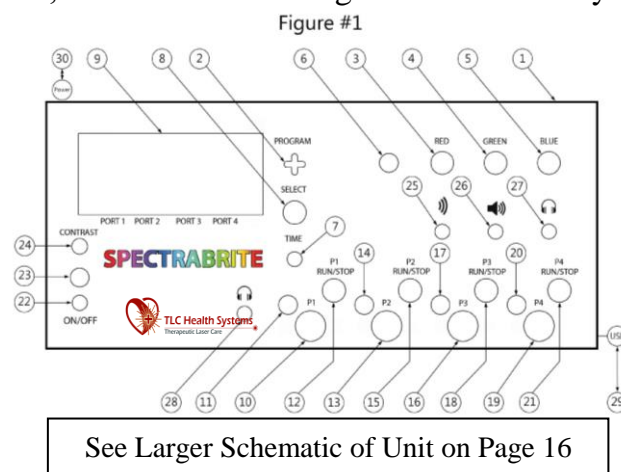 Figure #1
30 9 8 2 6 3 4 5 1
Power
PROGRAM RED GREEN BLUE
SELECT
25 26 27
PORT 1 PORT 2 PORT 3 PORT 4
24 CONTRAST TIME 7
SPECTRABRITE
14 P2 RUN/STOP 17 P3 RUN/STOP 20 P4 RUN/STOP
P1 RUN/STOP
23
22
ON/OFF
TLC Health Systems
Therapeutic Laser Care
P1 P2 P3 P4
USB
28 11 10 12 13 15 16 18 19 21 29
See Larger Schematic of Unit on Page 16